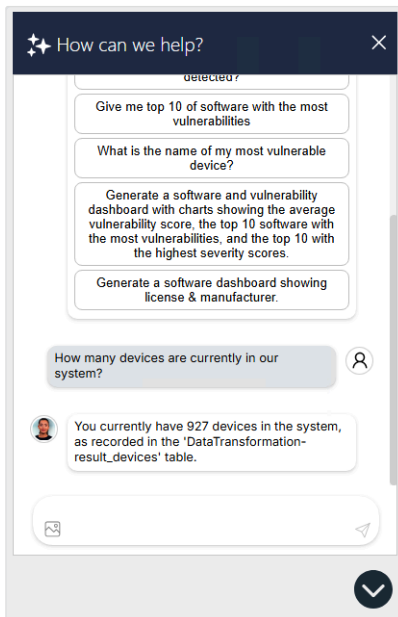 How can we help?
detected?
Give me top 10 of software with the most
vulnerabilities
What is the name of my most vulnerable
device?
Generate a software and vulnerability
dashboard with charts showing the average
vulnerability score, the top 10 software with
the most vulnerabilities, and the top 10 with
the highest severity scores.
Generate a software dashboard showing
license & manufacturer.
How many devices are currently in our
system?
You currently have 927 devices in the system,
as recorded in the 'DataTransformation-
result_devices' table.